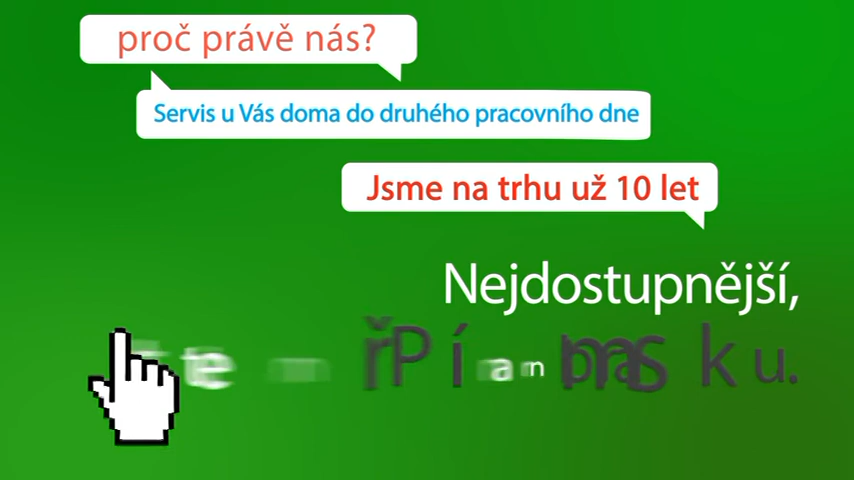 proč právě nás?
Servis u Vás doma do druhého pracovního dne
Jsme na trhu už 10 let
Nejdostupnější,